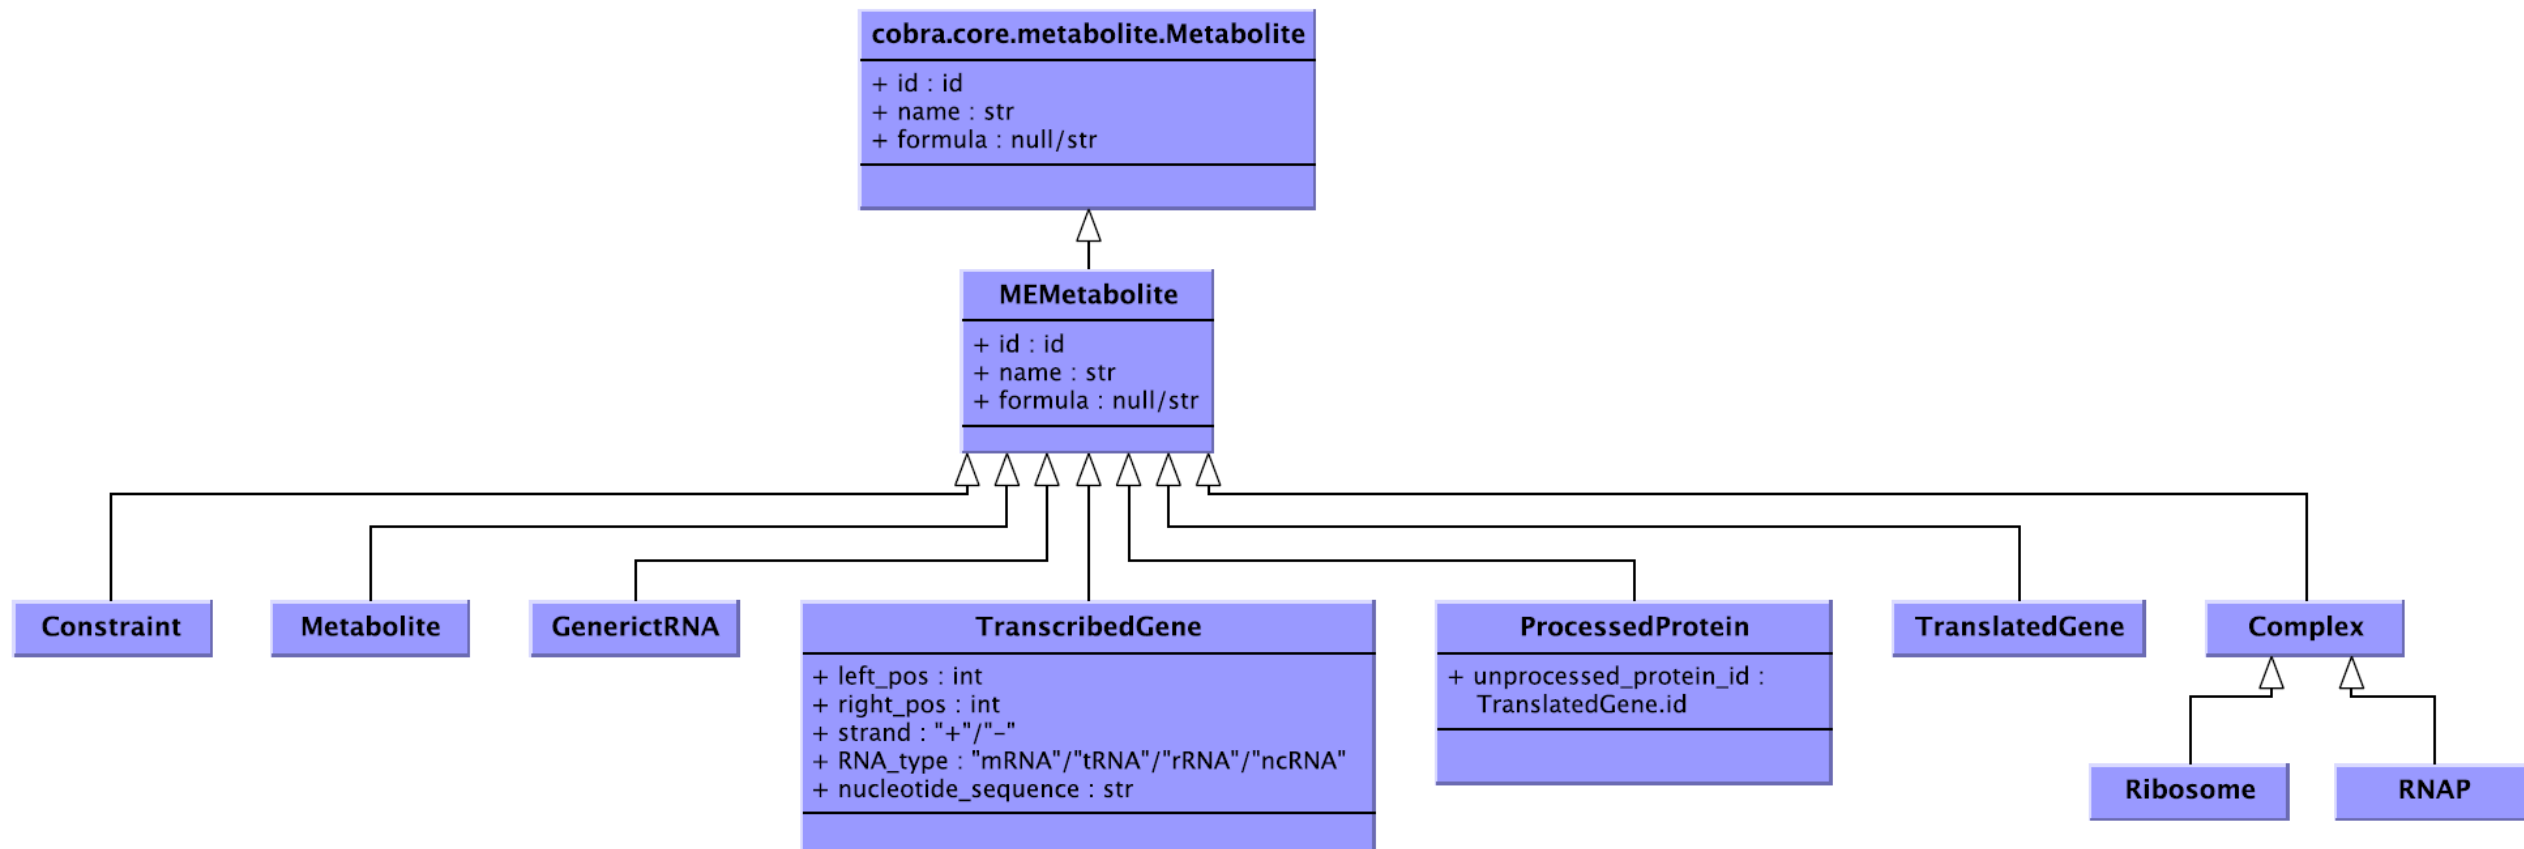 cobra.core.metabolite.Metabolite
+ id : id
+ name : str
+ formula : null/str
MEMetabolite
+ id : id
+ name : str
+ formula : null/str
Constraint
Metabolite
GenerictRNA
TranscribedGene
+ left_pos : int
+ right_pos : int
+ strand : "+"/"-"
+ RNA_type : "mRNA"/"tRNA"/"rRNA"/"ncRNA"
+ nucleotide_sequence : str
ProcessedProtein
+ unprocessed_protein_id :
TranslatedGene.id
TranslatedGene
Complex
Ribosome
RNAP